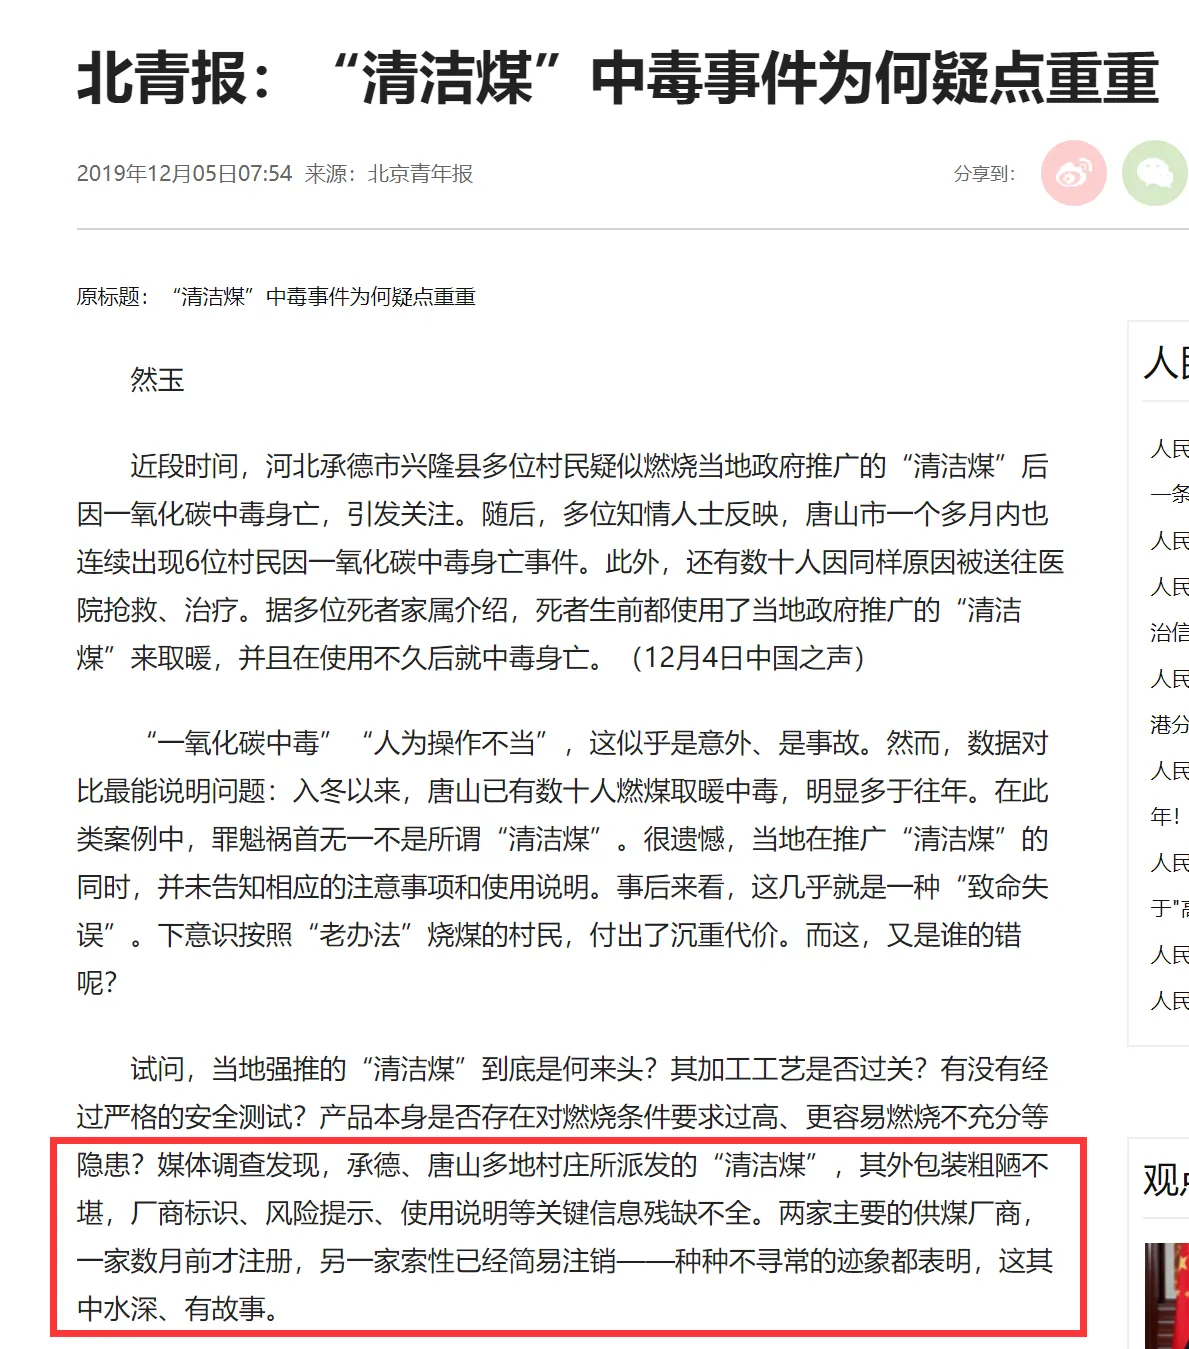 北青报：“清洁煤”中毒事件为何疑点重重
2019年12月05日07:54 来源：北京青年报
分享到：
原标题：“清洁煤”中毒事件为何疑点重重
然玉
近段时间，河北承德市兴隆县多位村民疑似燃烧当地政府推广的“清洁煤”后
因一氧化碳中毒身亡，引发关注。随后，多位知情人士反映，唐山市一个多月内也
连续出现6位村民因一氧化碳中毒身亡事件。此外，还有数十人因同样原因被送往医
院抢救、治疗。据多位死者家属介绍，死者生前都使用了当地政府推广的“清洁
煤”来取暖，并且在使用不久后就中毒身亡。（12月4日中国之声）
“一氧化碳中毒”“人为操作不当”，这似乎是意外、是事故。然而，数据对
比最能说明问题：入冬以来，唐山已有数十人燃煤取暖中毒，明显多于往年。在此
类案例中，罪魁祸首无一不是所谓“清洁煤”。很遗憾，当地在推广“清洁煤”的
同时，并未告知相应的注意事项和使用说明。事后来看，这几乎就是一种“致命失
误”。下意识按照“老办法”烧煤的村民，付出了沉重代价。而这，又是谁的错
呢？
试问，当地强推的“清洁煤”到底是何来头？其加工工艺是否过关？有没有经
过严格的安全测试？产品本身是否存在对燃烧条件要求过高、更容易燃烧不充分等
隐患？媒体调查发现，承德、唐山多地村庄所派发的“清洁煤”，其外包装粗陋不
堪，厂商标识、风险提示、使用说明等关键信息残缺不全。两家主要的供煤厂商，
一家数月前才注册，另一家索性已经简易注销——种种不寻常的迹象都表明，这其
中水深、有故事。
人
人民
一条
人民
人民
治信
人民
港分
人民
年！
人民
于"高
人民
人民
观